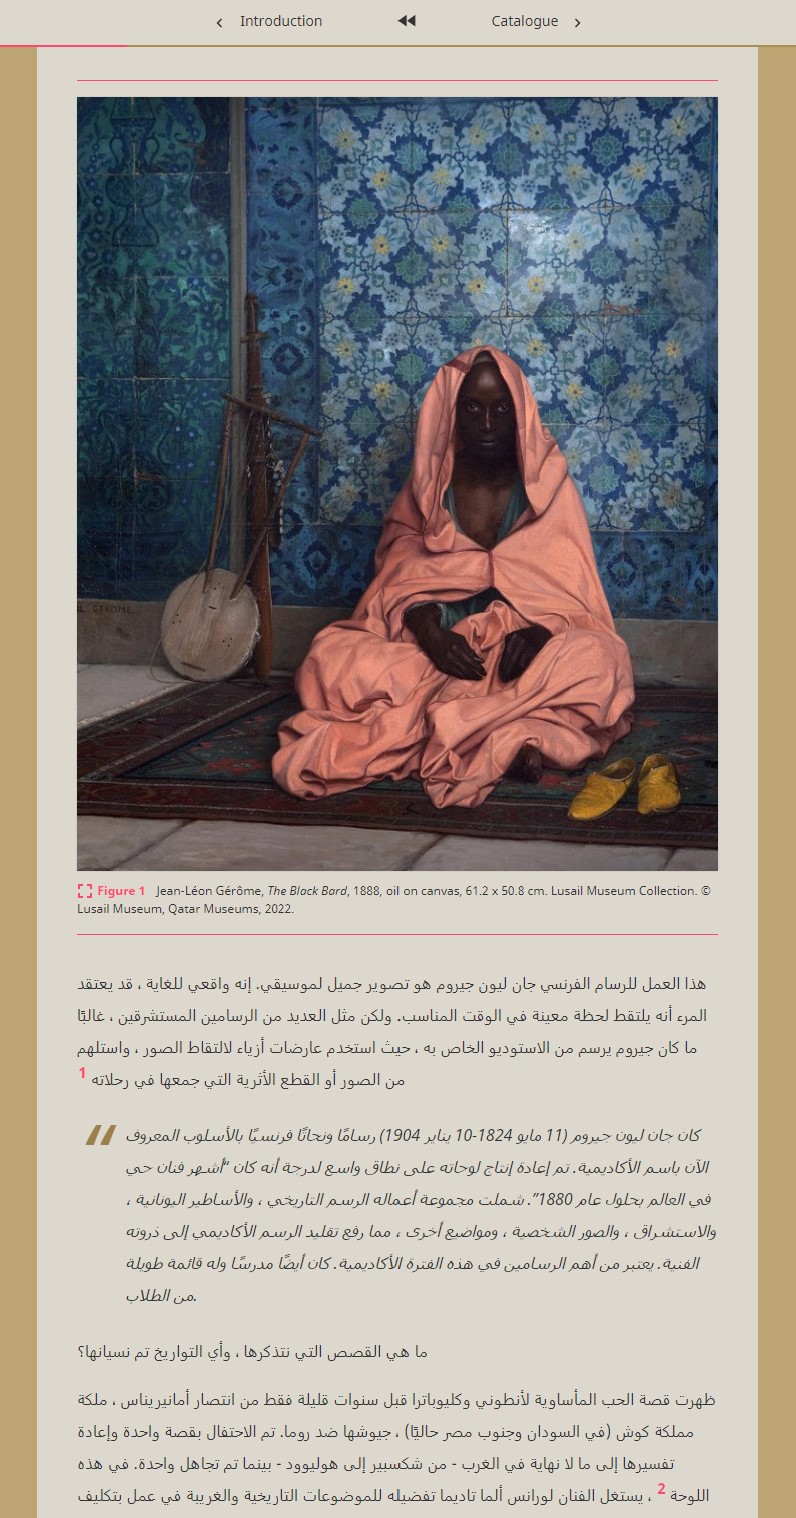 Introduction
Catalogue
J.L. GEROME.
Figure 1 Jean-Léon Gérôme, The Black Bard, 1888, oil on canvas, 61.2 x 50.8 cm. Lusail Museum Collection. ©
Lusail Museum, Qatar Museums, 2022.
هذا العمل للرسام الفرنسي جان ليون جيروم هو تصوير جميل لموسيقي. إنه واقعي للغاية ، قد يعتقد
المرء أنه يلتقط لحظة معينة في الوقت المناسب. ولكن مثل العديد من الرسامين المستشرقين ، غالبًا
ما كان جيروم يرسم من الاستوديو الخاص به ، حيث استخدم عارضات أزياء لالتقاط الصور ، واستلهم
من الصور أو القطع الأثرية التي جمعها في رحلاته 1
كان جان ليون جيروم (11 مايو 1824-10 يناير 1904) رسامًا ونحاتًا فرنسيًا بالأسلوب المعروف
الآن باسم الأكاديمية. تم إعادة إنتاج لوحاته على نطاق واسع لدرجة أنه كان "أشهر فنان حي
في العالم بحلول عام 1880". شملت مجموعة أعماله الرسم التاريخي ، والأساطير اليونانية ،
والاستشراق ، والصور الشخصية ، ومواضيع أخرى ، مما رفع تقليد الرسم الأكاديمي إلى ذروته
الفنية. يعتبر من أهم الرسامين في هذه الفترة الأكاديمية. كان أيضًا مدرسًا وله قائمة طويلة
من الطلاب.
ما هي القصص التي نتذكرها ، وأي التواريخ تم نسيانها؟
ظهرت قصة الحب المأساوية لأنطوني وكليوباترا قبل سنوات قليلة فقط من انتصار أمانيريناس ، ملكة
مملكة كوش (في السودان وجنوب مصر حاليًا) ، جيوشها ضد روما. تم الاحتفال بقصة واحدة وإعادة
تفسيرها إلى ما لا نهاية في الغرب - من شكسبير إلى هوليوود - بينما تم تجاهل واحدة. في هذه
اللوحة 2 ، يستغل الفنان لورانس ألما تاديما تفضيله للموضوعات التاريخية والغريبة في عمل بتكليف